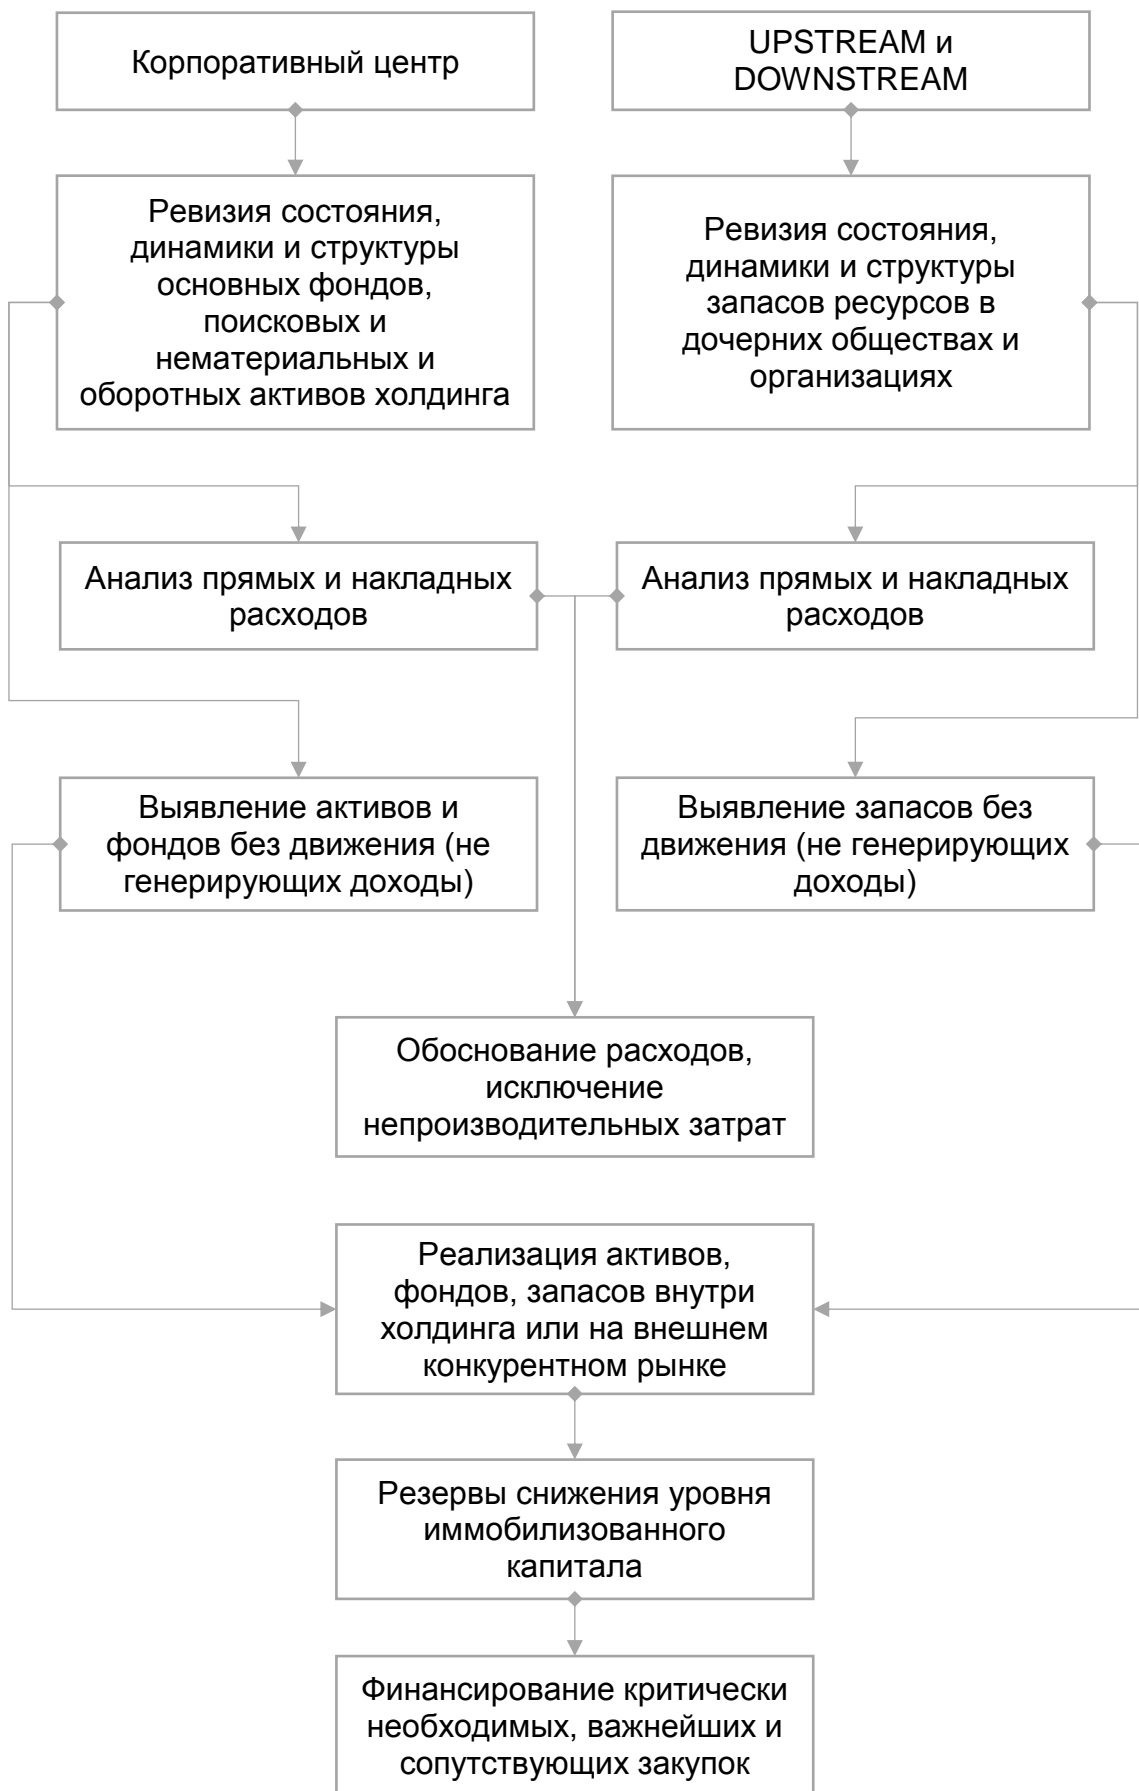 Корпоративный центр
UPSTREAM и
DOWNSTREAM
Ревизия состояния,
динамики и структуры
основных фондов,
поисковых и
нематериальных и
оборотных активов холдинга
Ревизия состояния,
динамики и структуры
запасов ресурсов в
дочерних обществах и
организациях
Анализ прямых и накладных
расходов
Анализ прямых и накладных
расходов
Выявление активов и
фондов без движения (не
генерирующих доходы)
Выявление запасов без
движения (не генерирующих
доходы)
Обоснование расходов,
исключение
непроизводительных затрат
Реализация активов,
фондов, запасов внутри
холдинга или на внешнем
конкурентном рынке
Резервы снижения уровня
иммобилизованного
капитала
Финансирование критически
необходимых, важнейших и
сопутствующих закупок